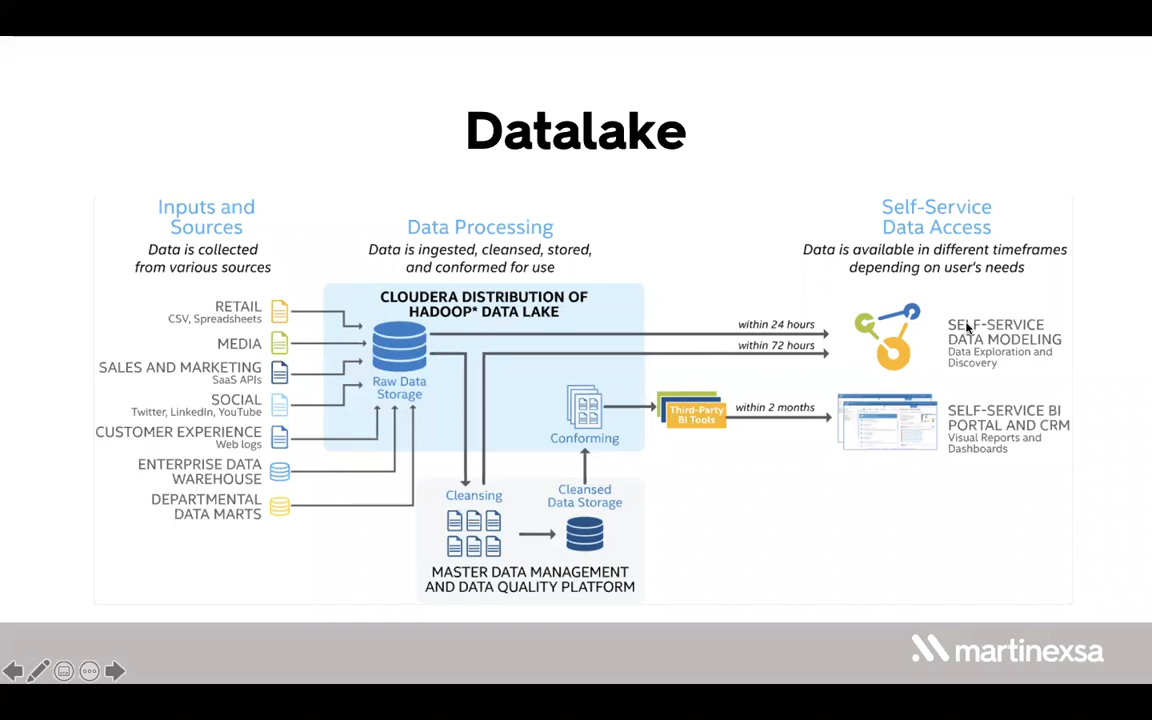 Datalake
Inputs and
Sources
Data is collected
from various sources
RETAIL
CSV, Spreadsheets
MEDIA
SALES AND MARKETING
SaaS APIs
SOCIAL
Twitter, LinkedIn, YouTube
CUSTOMER EXPERIENCE
Web logs
ENTERPRISE DATA
WAREHOUSE
DEPARTMENTAL
DATA MARTS
Data Processing
Data is ingested, cleansed, stored,
and conformed for use
CLOUDERA DISTRIBUTION OF
HADOOP* DATA LAKE
Raw Data
Storage
Conforming
Third-Party
BI Tools
Cleansing
Cleansed
Data Storage
MASTER DATA MANAGEMENT
AND DATA QUALITY PLATFORM
within 24 hours
within 72 hours
within 2 months
Self-Service
Data Access
Data is available in different timeframes
depending on user's needs
SELF-SERVICE
DATA MODELING
Data Exploration and
Discovery
SELF-SERVICE BI
PORTAL AND CRM
Visual Reports and
Dashboards
martinexsa